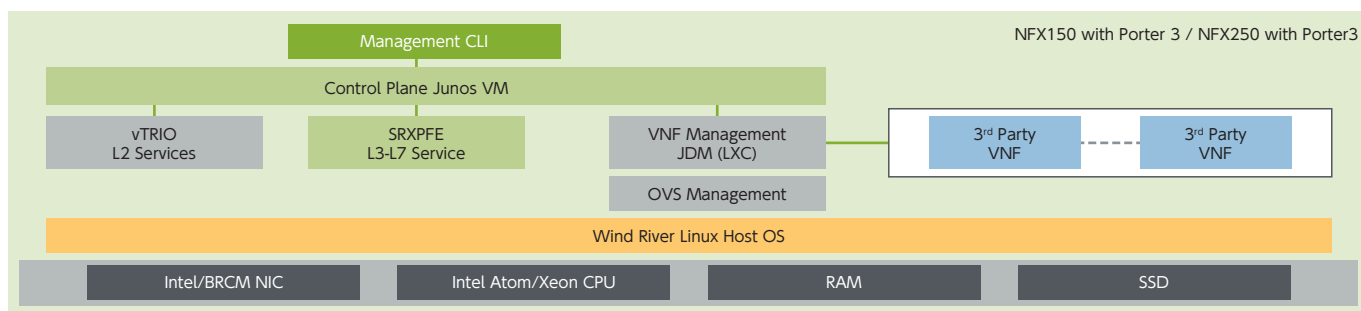 NFX150 with Porter 3 / NFX250 with Porter3
Management CLI
Control Plane Junos VM
vTRIO
L2 Services
SRXPFE
L3-L7 Service
VNF Management
JDM (LXC)
3rd Party
VNF
3rd Party
VNF
OVS Management
Wind River Linux Host OS
Intel/BRCM NIC
Intel Atom/Xeon CPU
RAM
SSD